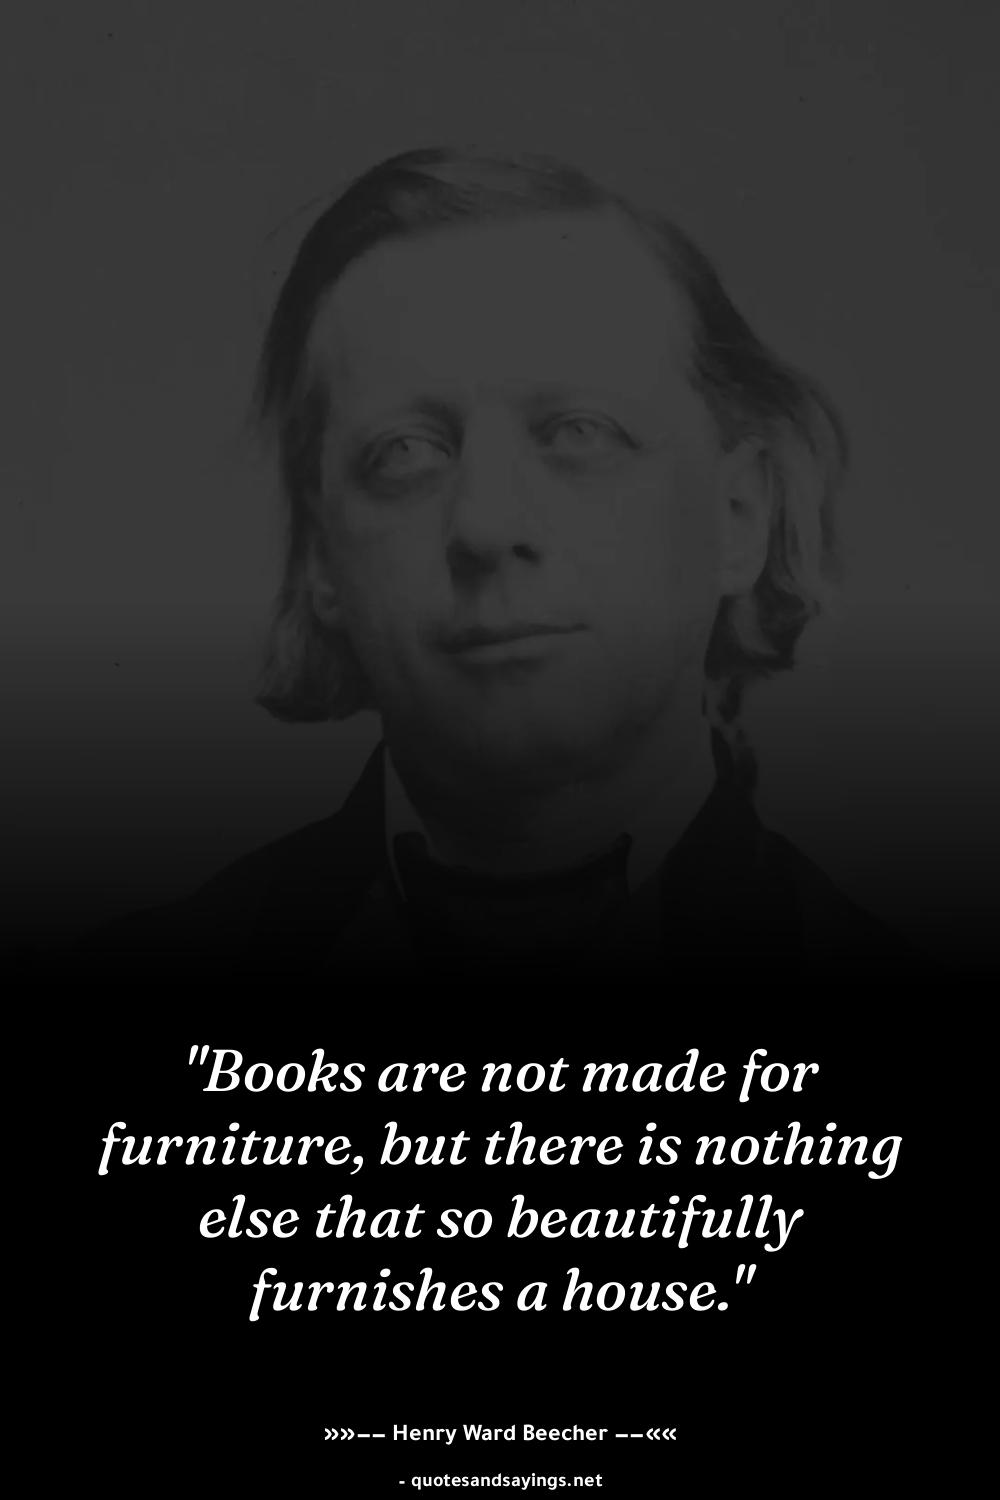 "Books are not made for
furniture, but there is nothing
else that so beautifully
furnishes a house."
»»–– Henry Ward Beecher ––««
- quotesandsayings.net